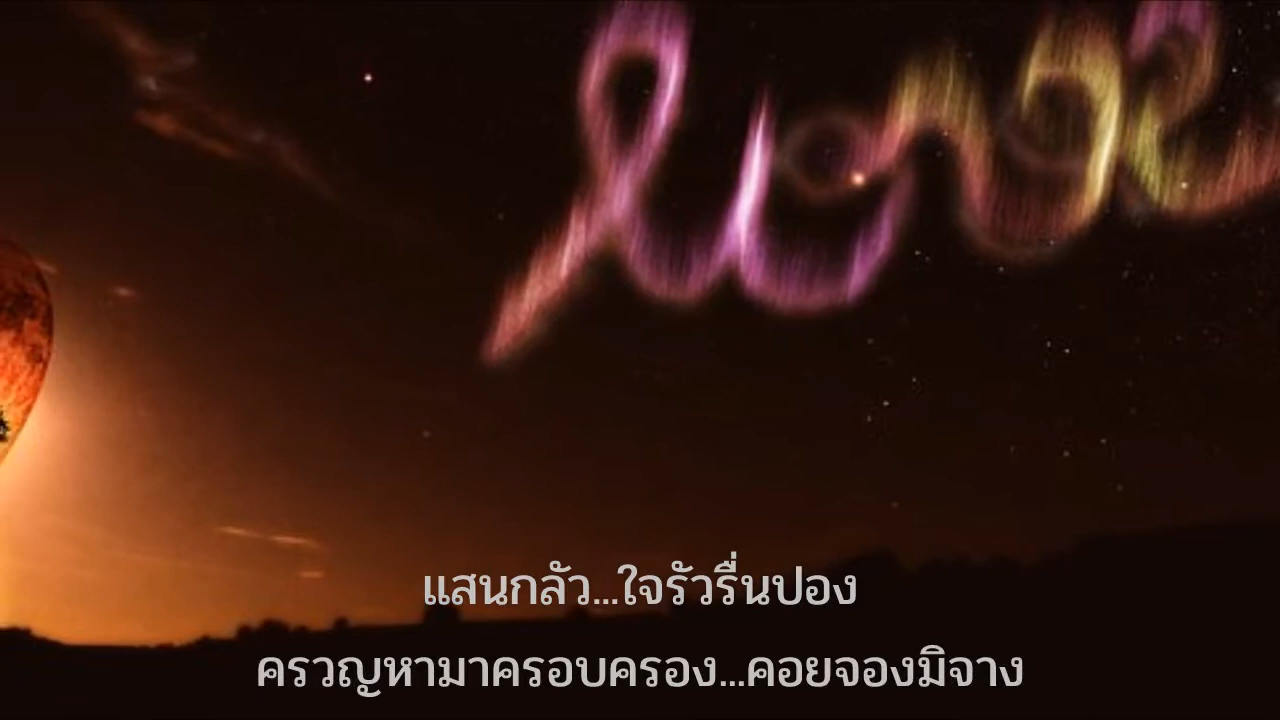 love
แสนกลัว...ใจรัวรื่นปอง
ครวญหามาครอบครอง...คอยจองมิจาง